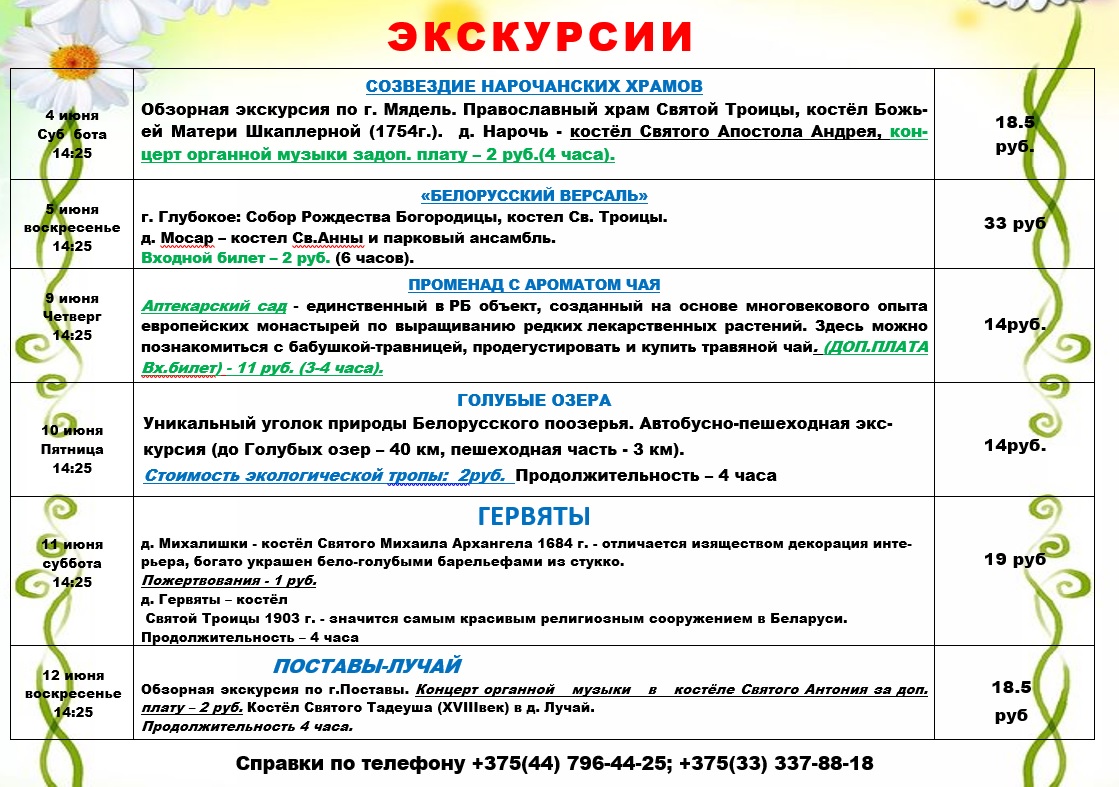 ЭКСКУРСИИ
4 июня
Суб бота
14:25
СОЗВЕЗДИЕ НАРОЧАНСКИХ ХРАМОВ
Обзорная экскурсия по г. Мядель. Православный храм Святой Троицы, костёл Божь-
ей Матери Шкаплерной (1754г.). д. Нарочь - костёл Святого Апостола Андрея, кон-
церт органной музыки задоп. плату – 2 руб.(4 часа).
18.5
руб.
5 июня
воскресенье
14:25
«БЕЛОРУССКИЙ ВЕРСАЛЬ»
г. Глубокое: Собор Рождества Богородицы, костел Св. Троицы.
д. Мосар – костел Св.Анны и парковый ансамбль.
Входной билет – 2 руб. (6 часов).
33 руб
9 июня
Четверг
14:25
ПРОМЕНАД С АРОМАТОМ ЧАЯ
Аптекарский сад - единственный в РБ объект, созданный на основе многовекового опыта
европейских монастырей по выращиванию редких лекарственных растений. Здесь можно
познакомиться с бабушкой-травницей, продегустировать и купить травяной чай. (ДОП.ПЛАТА
Вх.билет) - 11 руб. (3-4 часа).
14руб.
10 июня
Пятница
14:25
ГОЛУБЫЕ ОЗЕРА
Уникальный уголок природы Белорусского поозерья. Автобусно-пешеходная экс-
курсия (до Голубых озер – 40 км, пешеходная часть - 3 км).
Стоимость экологической тропы: 2руб. Продолжительность – 4 часа
14руб.
11 июня
суббота
14:25
ГЕРВЯТЫ
д. Михалишки - костёл Святого Михаила Архангела 1684 г. - отличается изяществом декорация инте-
рьера, богато украшен бело-голубыми барельефами из стукко.
Пожертвования - 1 руб.
д. Гервяты – костёл
Святой Троицы 1903 г. - значится самым красивым религиозным сооружением в Беларуси.
Продолжительность – 4 часа
19 руб
12 июня
воскресенье
14:25
ПОСТАВЫ-ЛУЧАЙ
Обзорная экскурсия по г.Поставы. Концерт органной музыки в костёле Святого Антония за доп.
плату – 2 руб. Костёл Святого Тадеуша (XVIIIвек) в д. Лучай.
Продолжительность 4 часа.
18.5
руб
Справки по телефону +375(44) 796-44-25; +375(33) 337-88-18